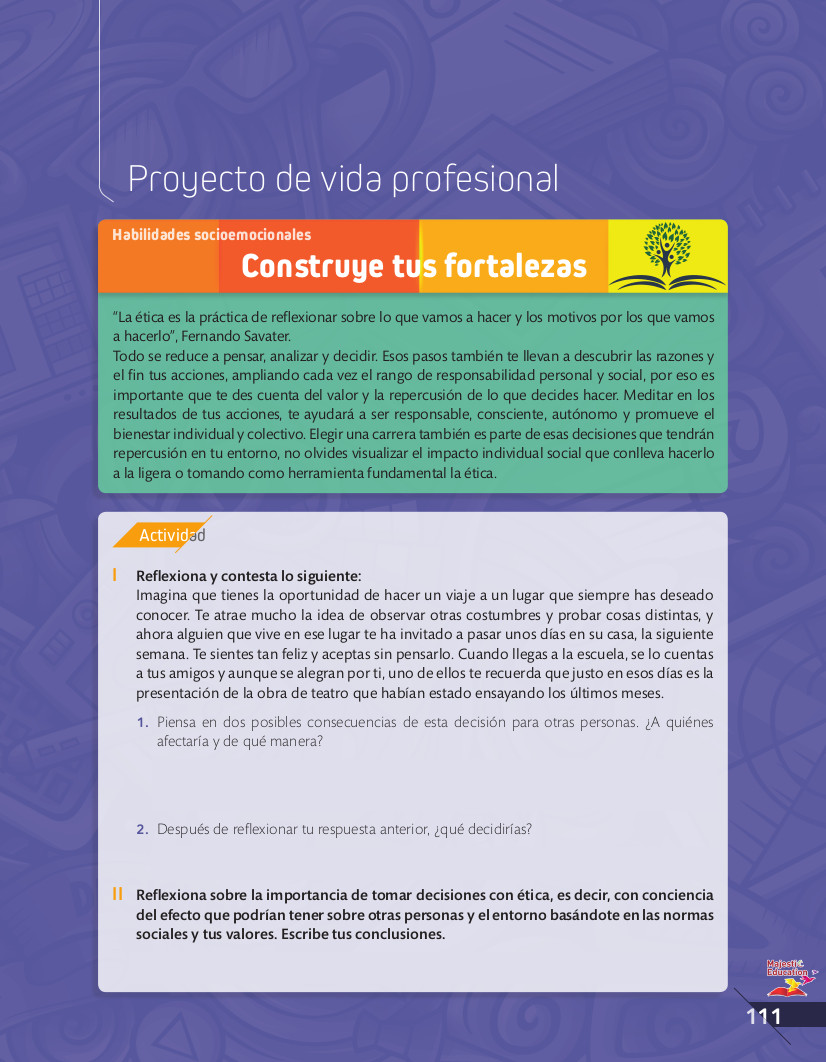 Proyecto de vida profesional
Habilidades socioemocionales
Construye tus fortalezas
“La ética es la práctica de reflexionar sobre lo que vamos a hacer y los motivos por los que vamos
a hacerlo”, Fernando Savater.
Todo se reduce a pensar, analizar y decidir. Esos pasos también te llevan a descubrir las razones y
el fin tus acciones, ampliando cada vez el rango de responsabilidad personal y social, por eso es
importante que te des cuenta del valor y la repercusión de lo que decides hacer. Meditar en los
resultados de tus acciones, te ayudará a ser responsable, consciente, autónomo y promueve el
bienestar individual y colectivo. Elegir una carrera también es parte de esas decisiones que tendrán
repercusión en tu entorno, no olvides visualizar el impacto individual social que conlleva hacerlo
a la ligera o tomando como herramienta fundamental la ética.
Actividad
I Reflexiona y contesta lo siguiente:
Imagina que tienes la oportunidad de hacer un viaje a un lugar que siempre has deseado
conocer. Te atrae mucho la idea de observar otras costumbres y probar cosas distintas, y
ahora alguien que vive en ese lugar te ha invitado a pasar unos días en su casa, la siguiente
semana. Te sientes tan feliz y aceptas sin pensarlo. Cuando llegas a la escuela, se lo cuentas
a tus amigos y aunque se alegran por ti, uno de ellos te recuerda que justo en esos días es la
presentación de la obra de teatro que habían estado ensayando los últimos meses.
1. Piensa en dos posibles consecuencias de esta decisión para otras personas. ¿A quiénes
afectaría y de qué manera?
2. Después de reflexionar tu respuesta anterior, ¿qué decidirías?
II Reflexiona sobre la importancia de tomar decisiones con ética, es decir, con conciencia
del efecto que podrían tener sobre otras personas y el entorno basándote en las normas
sociales y tus valores. Escribe tus conclusiones.
Majestic
Education
111